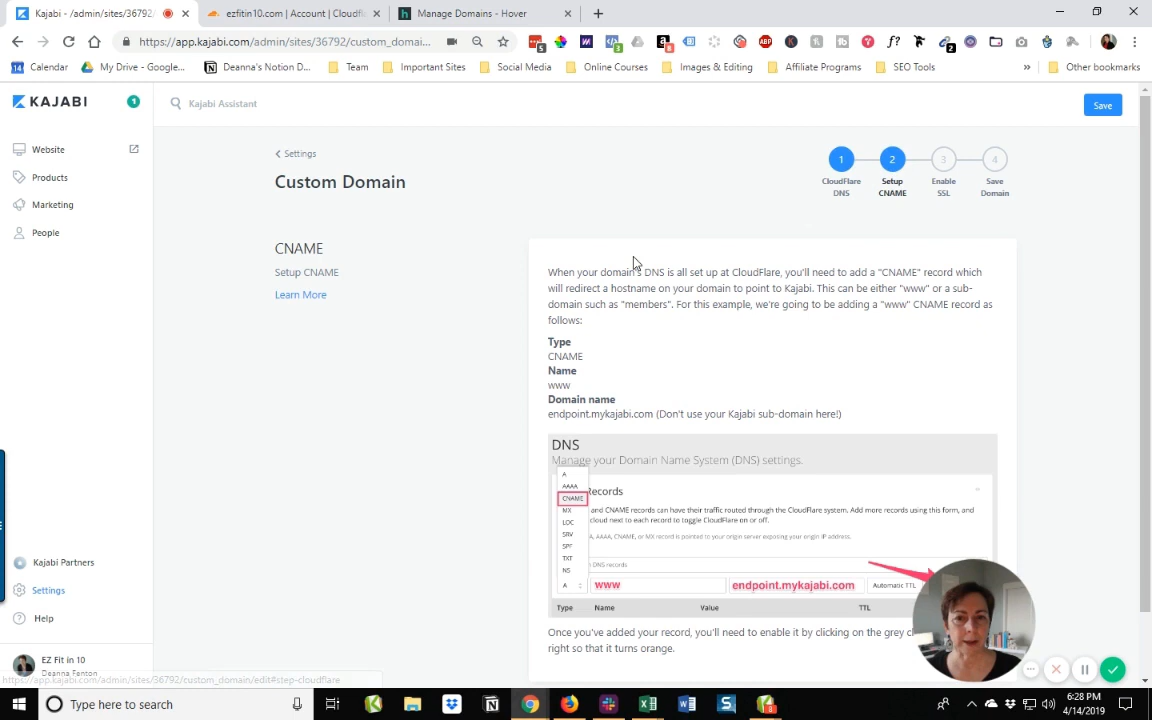 Kajabi - /admin/sites/36792/
ezfitin10.com | Account | Cloudfl
Manage Domains - Hover
https://app.kajabi.com/admin/sites/36792/custom_domai...
Calendar
My Drive - Googl...
Deanna's Notion D...
Team
Important Sites
Social Media
Online Courses
Images & Editing
Affiliate Programs
SEO Tools
»
Other bookmarks
KAJABI
1
Kajabi Assistant
Save
Website
Products
Marketing
People
Settings
Custom Domain
1
2
3
4
CloudFlare
DNS
Setup
CNAME
Enable
SSL
Save
Domain
CNAME
Setup CNAME
Learn More
When your domain's DNS is all set up at CloudFlare, you'll need to add a "CNAME" record which
will redirect a hostname on your domain to point to Kajabi. This can be either "www" or a sub-
domain such as "members". For this example, we're going to be adding a "www" CNAME record as
follows:
Type
CNAME
Name
www
Domain name
endpoint.mykajabi.com (Don't use your Kajabi sub-domain here!)
DNS
Manage your Domain Name System (DNS) settings.
A
AAAA
CNAME
MX
LOC
SRV
SPF
TXT
NS
Records
and CNAME records can have their traffic routed through the CloudFlare system. Add more records using this form, and
cloud next to each record to toggle CloudFlare on or off.
A, AAAA, CNAME, or MX record is pointed to your origin server exposing your origin IP address.
DNS records
A
www
endpoint.mykajabi.com
Automatic TTL
Type
Name
Value
TTL
Once you've added your record, you'll need to enable it by clicking on the grey
right so that it turns orange.
Kajabi Partners
Settings
Help
EZ Fit in 10
Deanna Fenton
https://app.kajabi.com/admin/sites/36792/custom_domain/edit#step-cloudflare
Type here to search
6:28 PM
4/14/2019